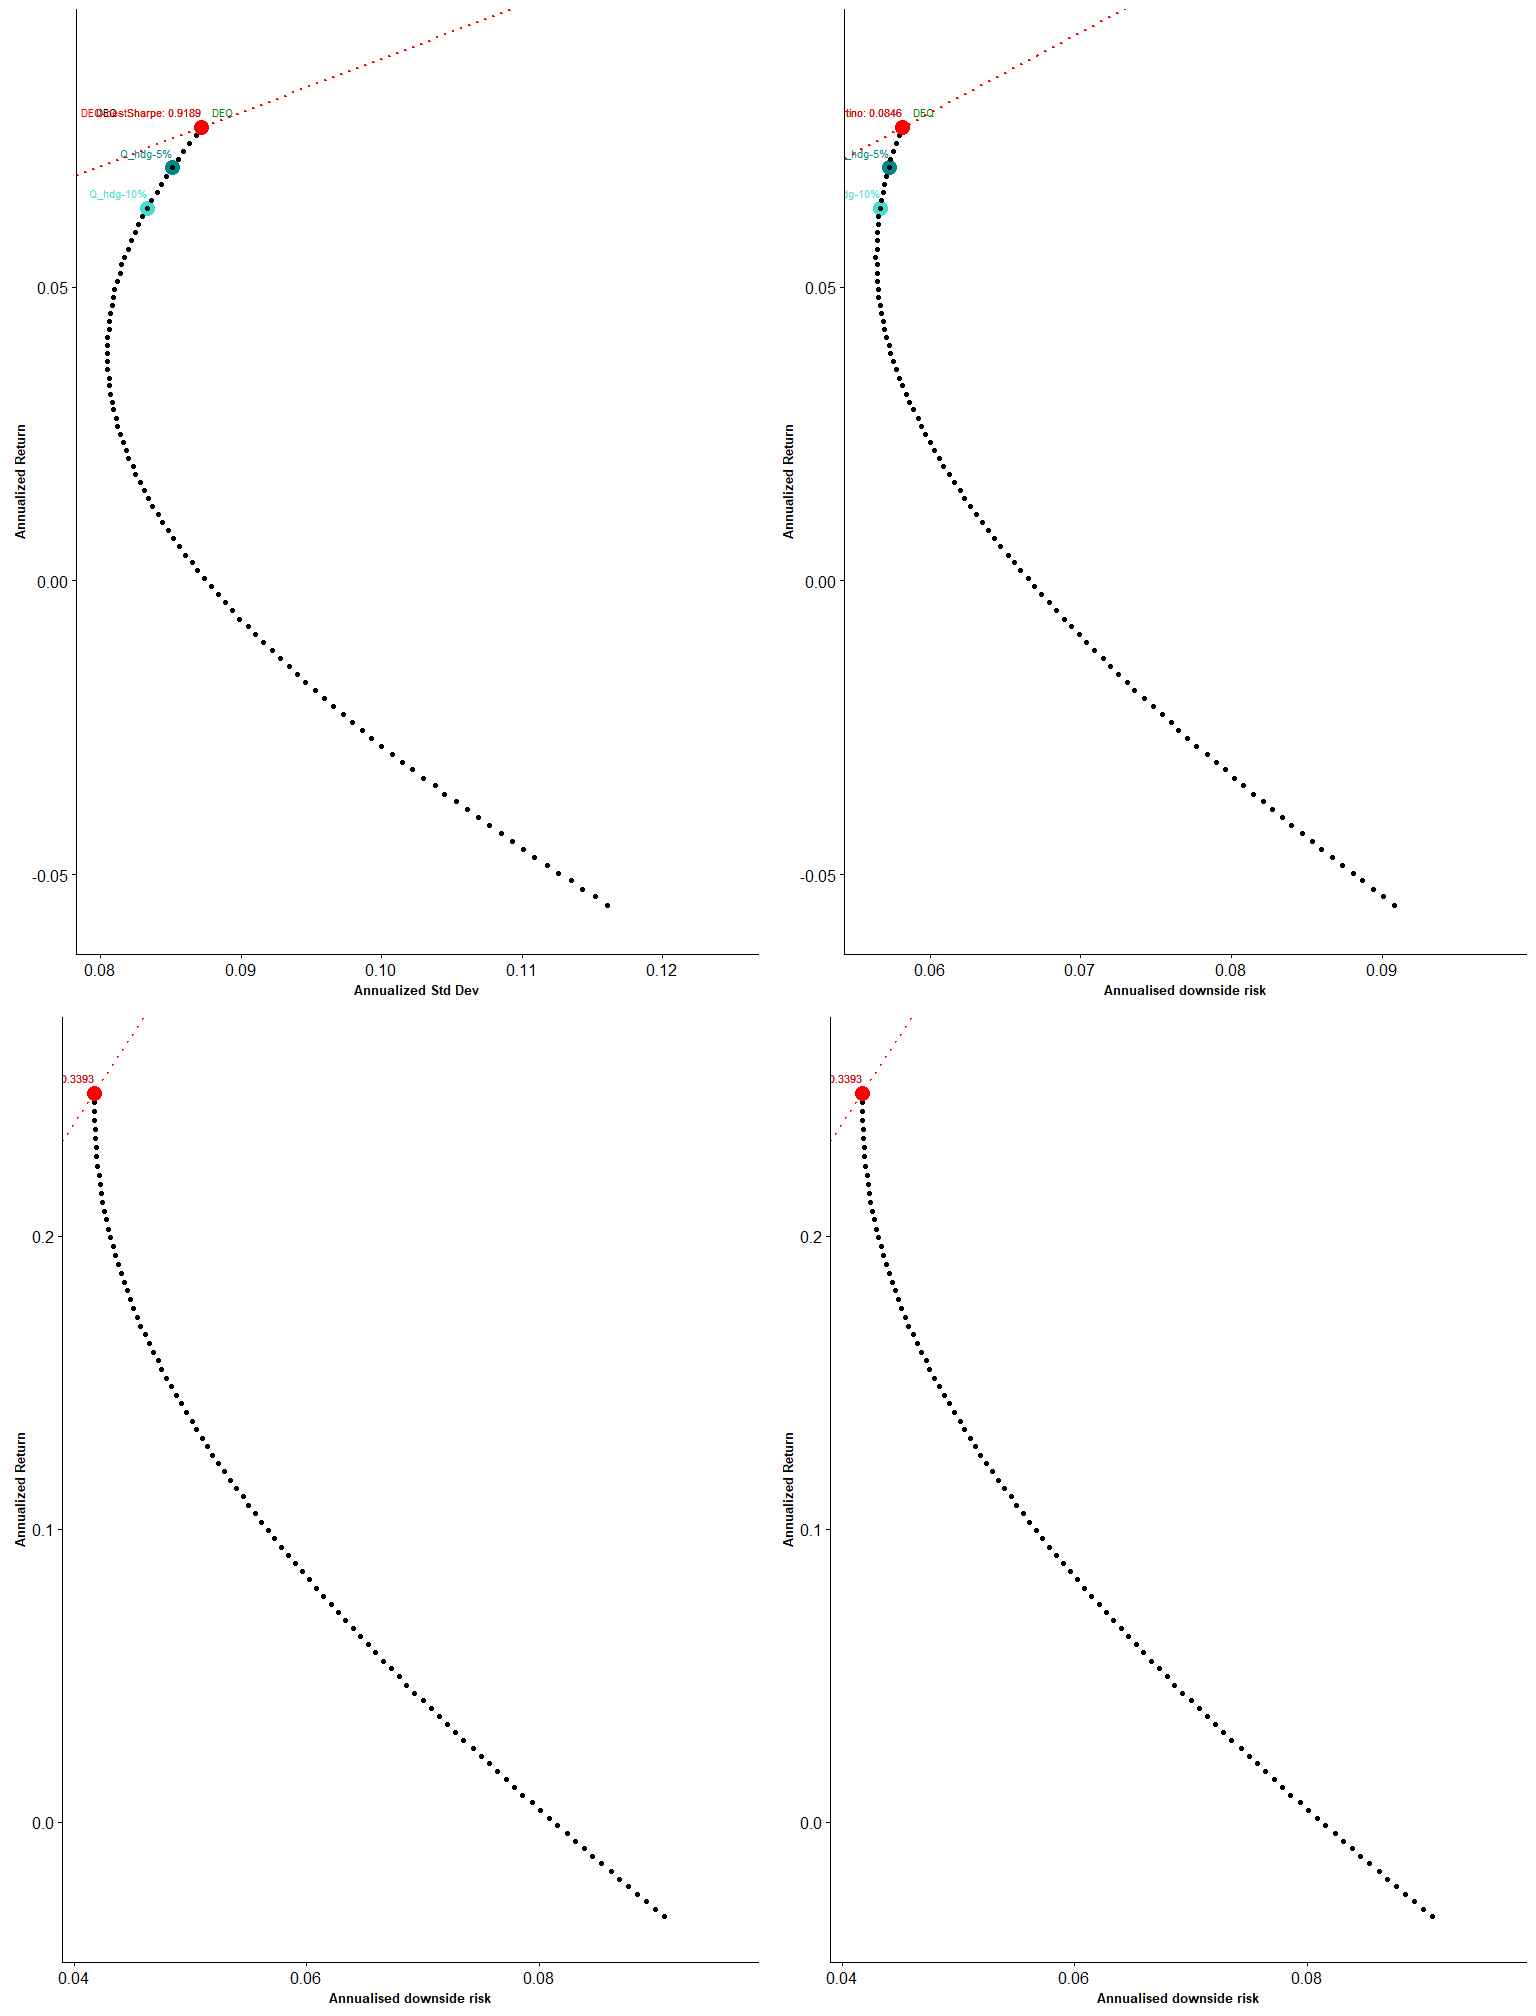 BestSharpe: 0.9189 DEQ
Q_hdg-5%
Q_hdg-10%
0.05
0.00
-0.05
Annualized Return
0.08 0.09 0.10 0.11 0.12
Annualized Std Dev
rtino: 0.0846 DEQ
_hdg-5%
dg-10%
0.05
0.00
-0.05
Annualized Return
0.06 0.07 0.08 0.09
Annualised downside risk
0.3393
0.2
0.1
0.0
Annualized Return
0.04 0.06 0.08
Annualised downside risk
0.3393
0.2
0.1
0.0
Annualized Return
0.04 0.06 0.08
Annualised downside risk